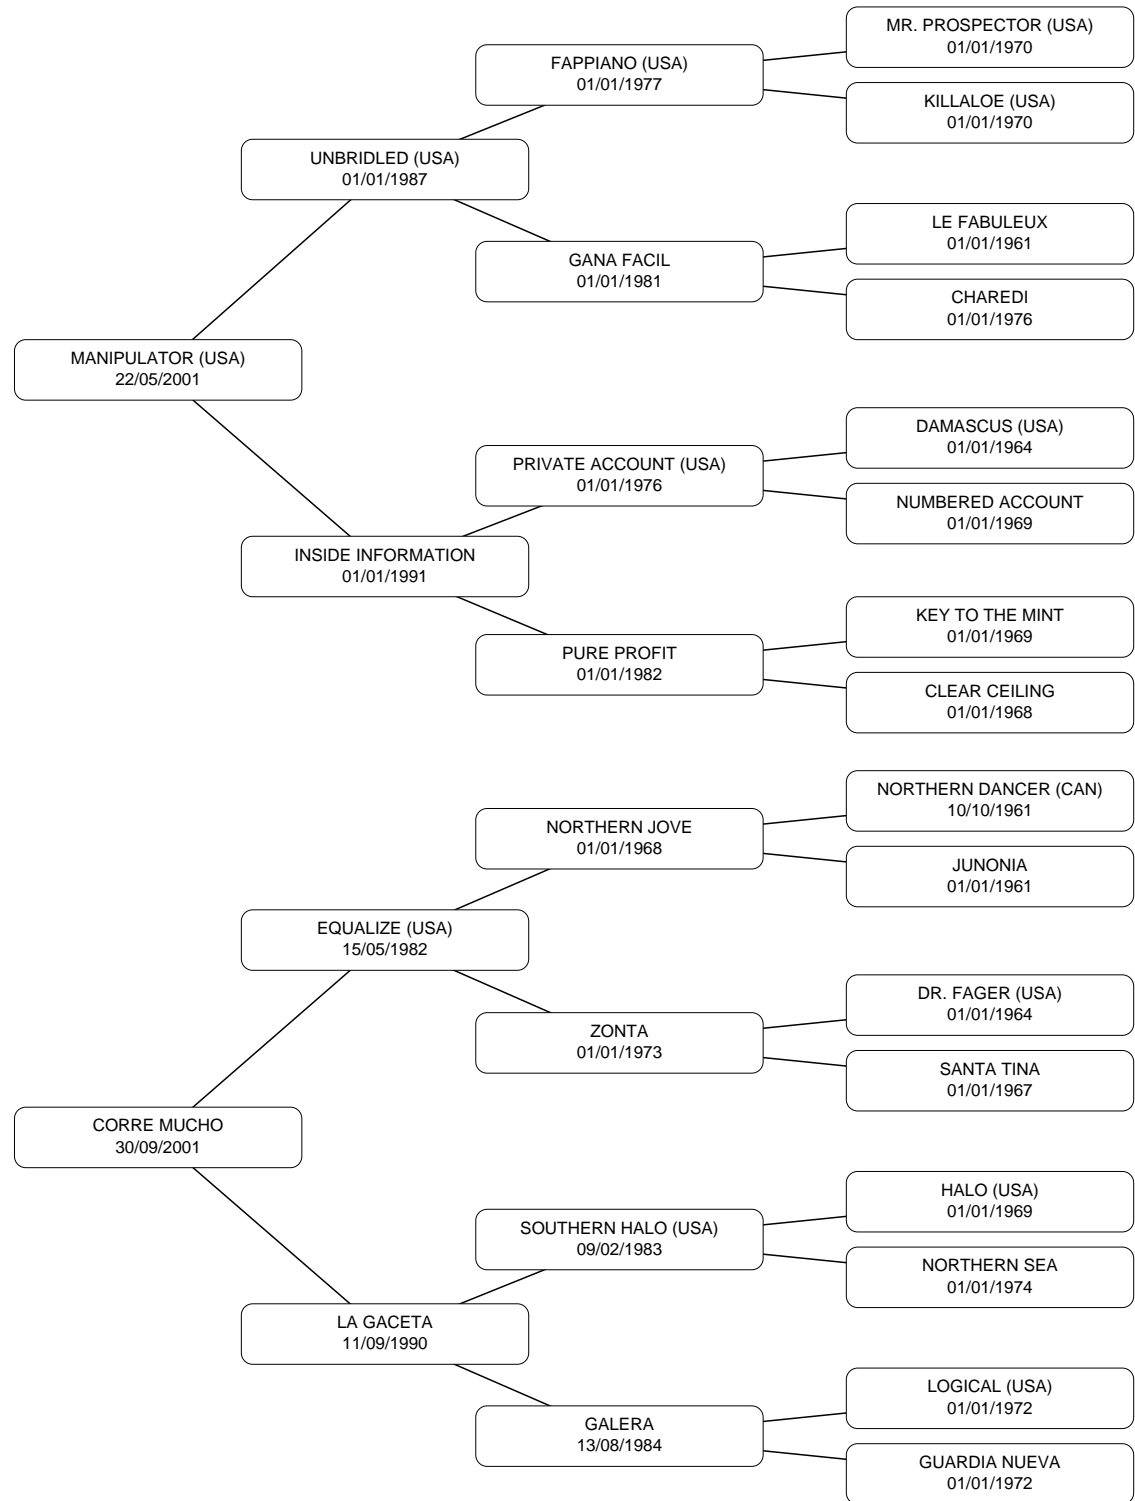 MR. PROSPECTOR (USA)
01/01/1970
FAPPIANO (USA)
01/01/1977
KILLALOE (USA)
01/01/1970
UNBRIDLED (USA)
01/01/1987
LE FABULEUX
01/01/1961
GANA FACIL
01/01/1981
CHAREDI
01/01/1976
MANIPULATOR (USA)
22/05/2001
DAMASCUS (USA)
01/01/1964
PRIVATE ACCOUNT (USA)
01/01/1976
NUMBERED ACCOUNT
01/01/1969
INSIDE INFORMATION
01/01/1991
KEY TO THE MINT
01/01/1969
PURE PROFIT
01/01/1982
CLEAR CEILING
01/01/1968
NORTHERN DANCER (CAN)
10/10/1961
NORTHERN JOVE
01/01/1968
JUNONIA
01/01/1961
EQUALIZE (USA)
15/05/1982
DR. FAGER (USA)
01/01/1964
ZONTA
01/01/1973
SANTA TINA
01/01/1967
CORRE MUCHO
30/09/2001
HALO (USA)
01/01/1969
SOUTHERN HALO (USA)
09/02/1983
NORTHERN SEA
01/01/1974
LA GACETA
11/09/1990
LOGICAL (USA)
01/01/1972
GALERA
13/08/1984
GUARDIA NUEVA
01/01/1972